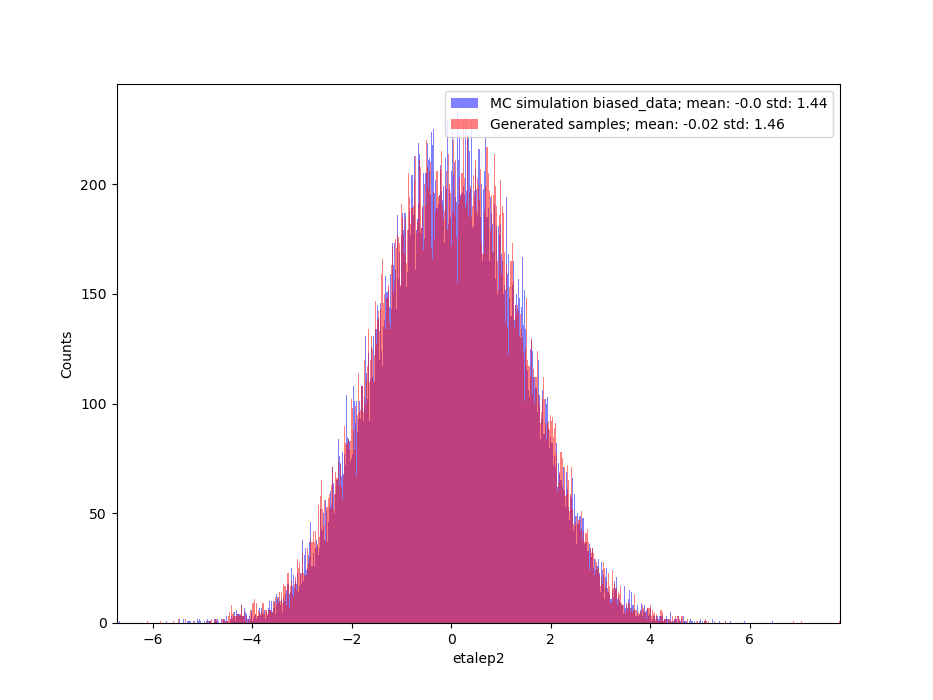 MC simulation biased_data; mean: -0.0 std: 1.44
Generated samples; mean: -0.02 std: 1.46
200
150
100
50
0
Counts
−6 −4 −2 0 2 4 6
etalep2